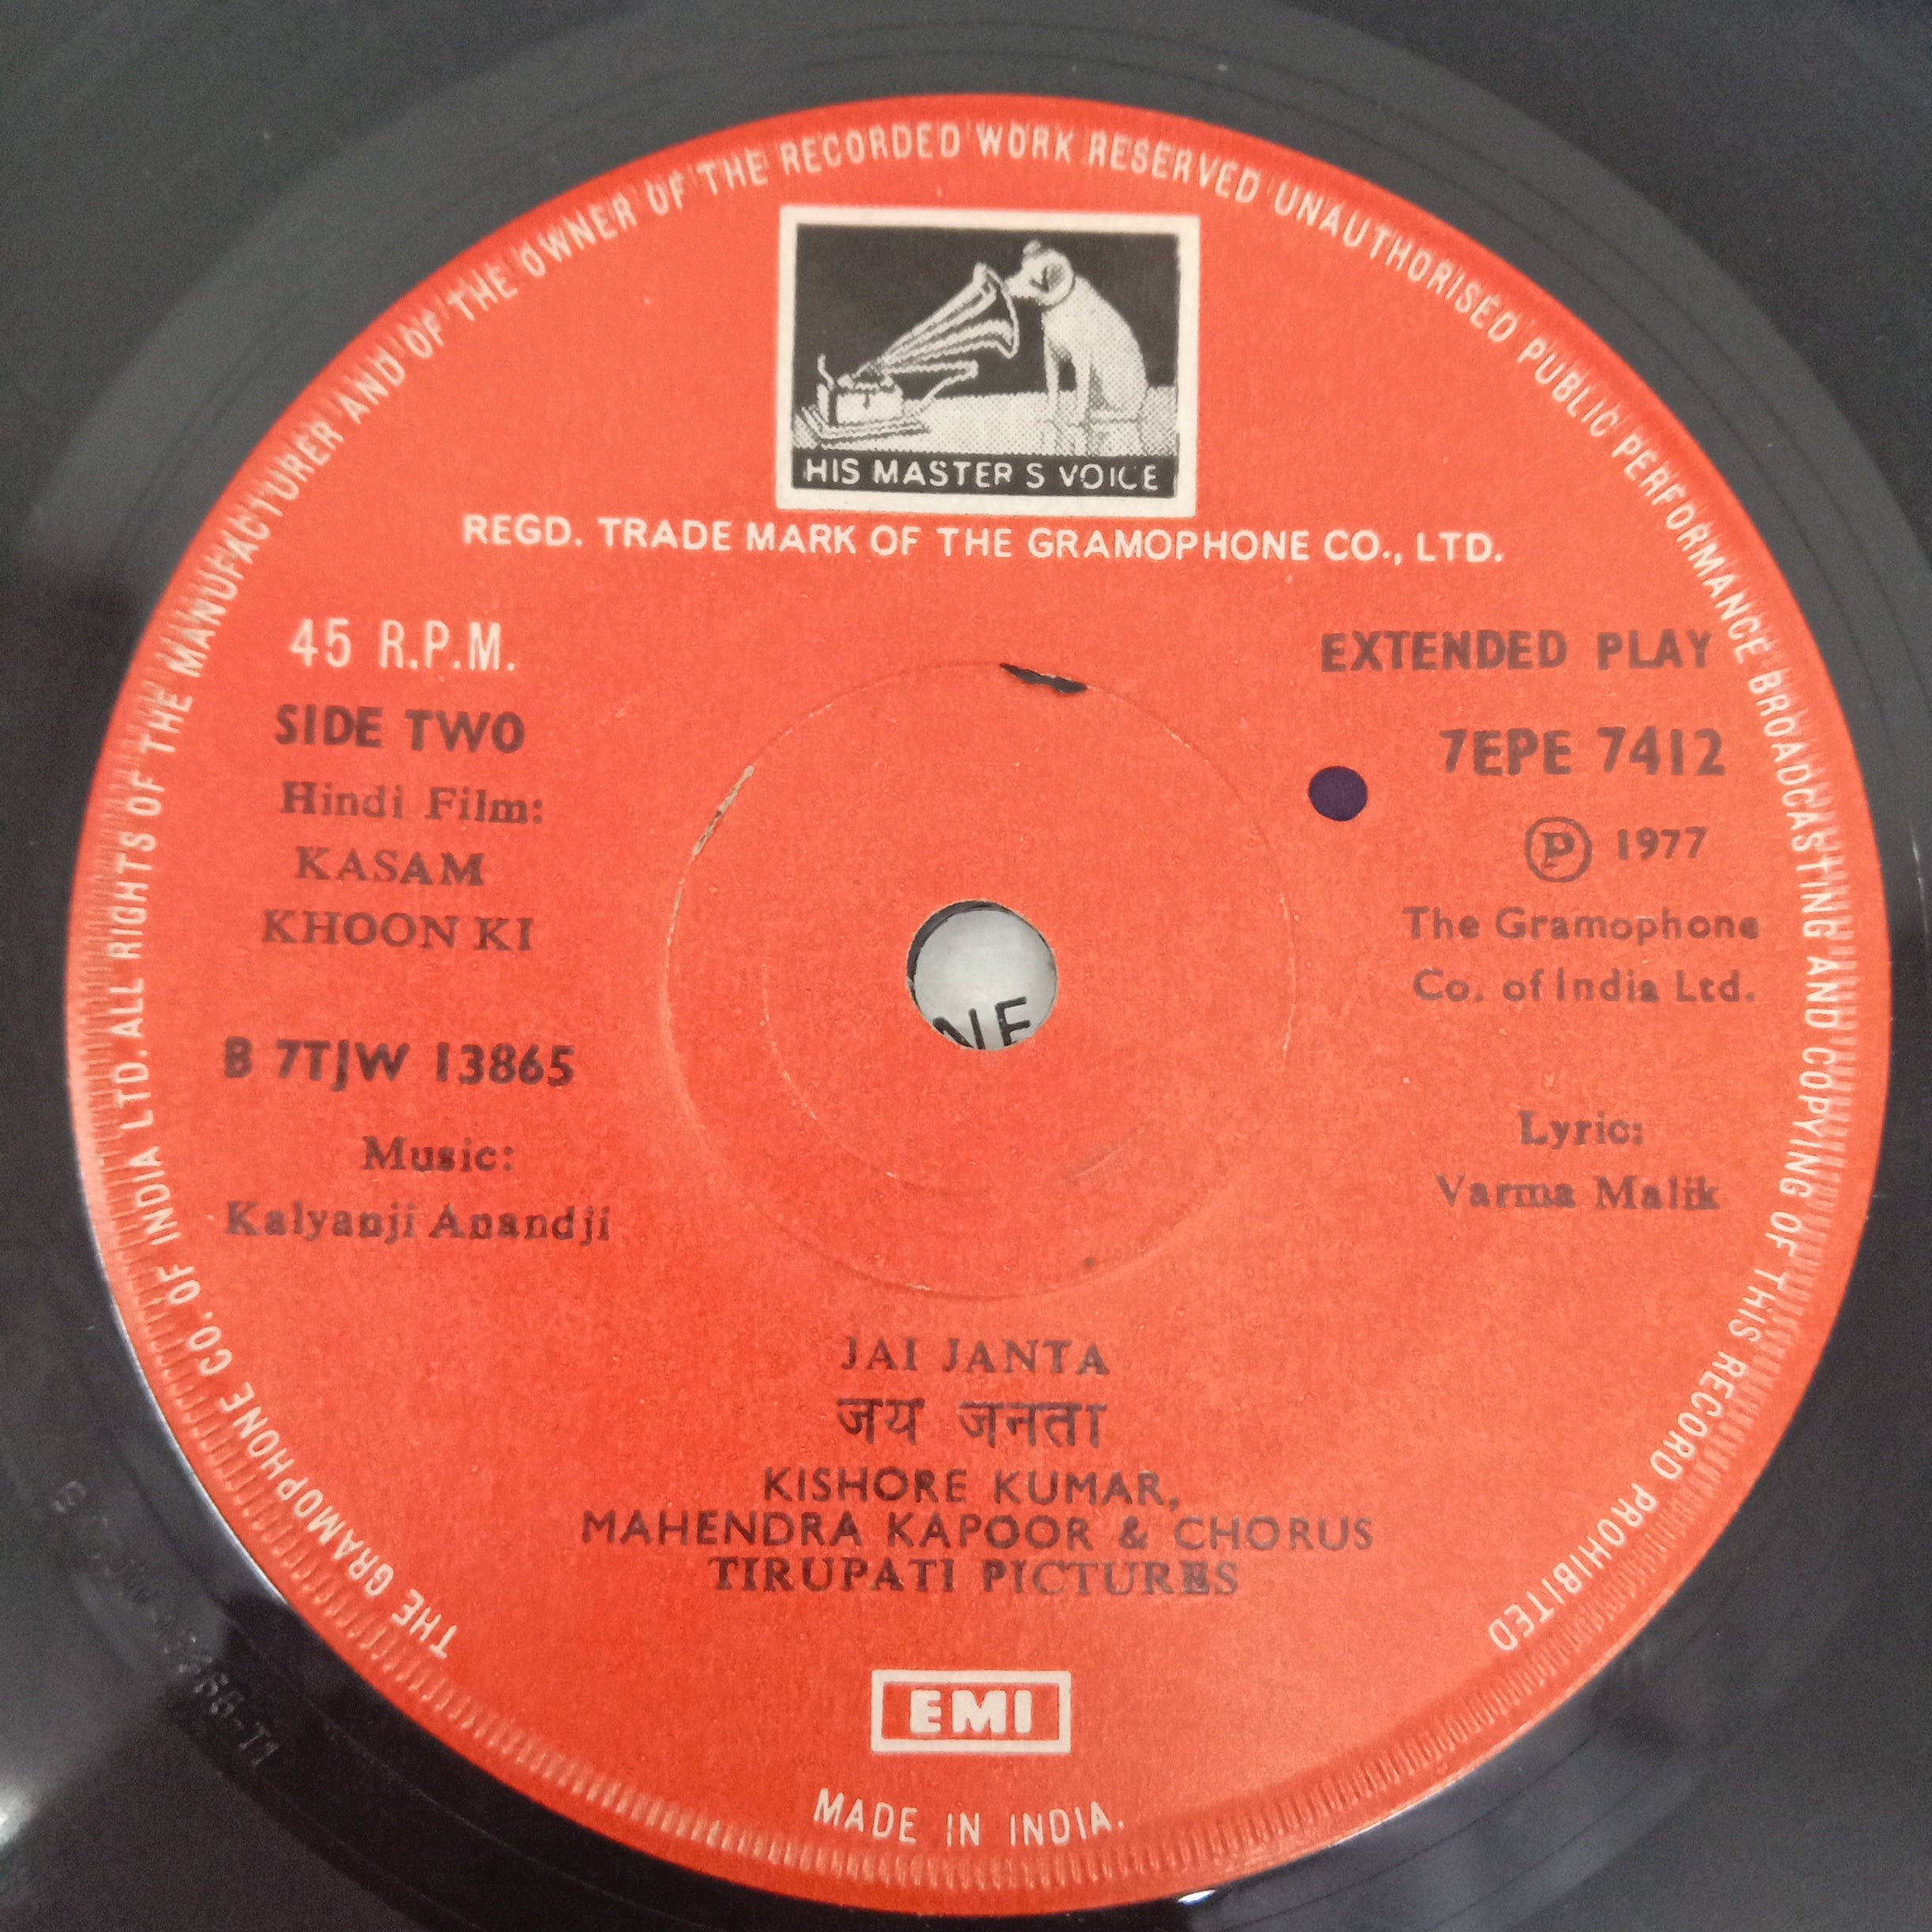 THE GRAMOPHONE CO. OF INDIA LTD. ALL RIGHTS OF THE MANUFACTURER AND OF THE OWNER OF THE RECORDED WORK RESERVED UNAUTHORISED PUBLIC PERFORMANCE BROADCASTING AND COPYING OF THIS RECORD PROHIBITED
HIS MASTER S VOICE
REGD. TRADE MARK OF THE GRAMOPHONE CO., LTD.
45 R.P.M.
SIDE TWO
Hindi Film:
KASAM
KHOON KI
B 7TJW 13865
Music:
Kalyanji Anandji
EXTENDED PLAY
7EPE 7412
Ⓟ 1977
The Gramophone
Co. of India Ltd.
Lyric:
Varma Malik
NE
JAI JANTA
जय जनता
KISHORE KUMAR,
MAHENDRA KAPOOR & CHORUS
TIRUPATI PICTURES
EMI
MADE IN INDIA.